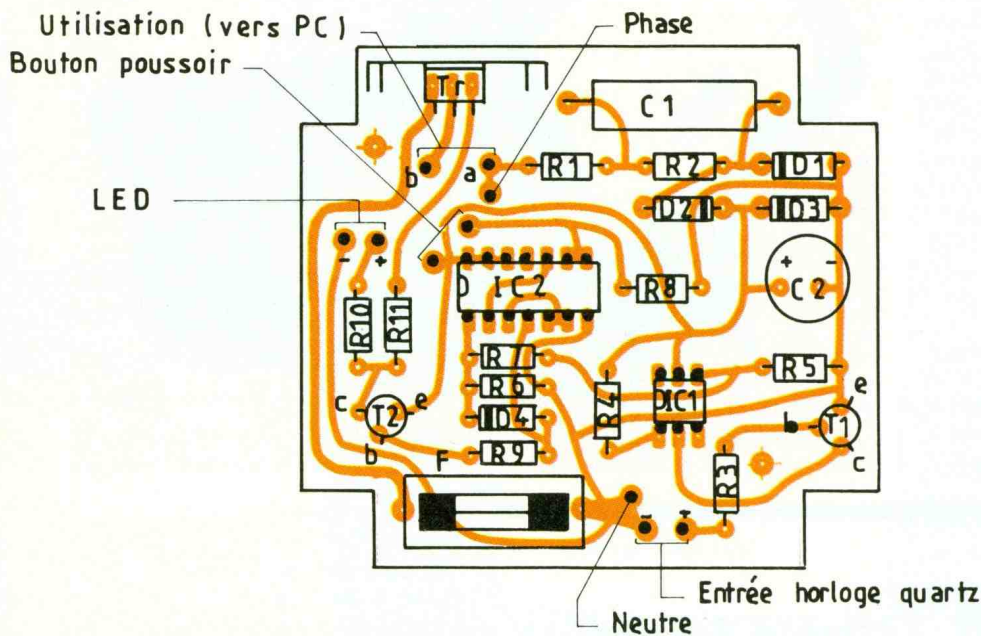 Utilisation (vers PC)
Phase
Bouton poussoir
Tr
C1
b
a
R1
R2
D1
LED
D2
D3
- +
+ -
C2
IC2
R8
R10
R11
R
R5
R6
R4
IC1
e
c
T2
e
D4
b
T1
b
F
R9
R3
c
- +
Entrée horloge quartz
Neutre